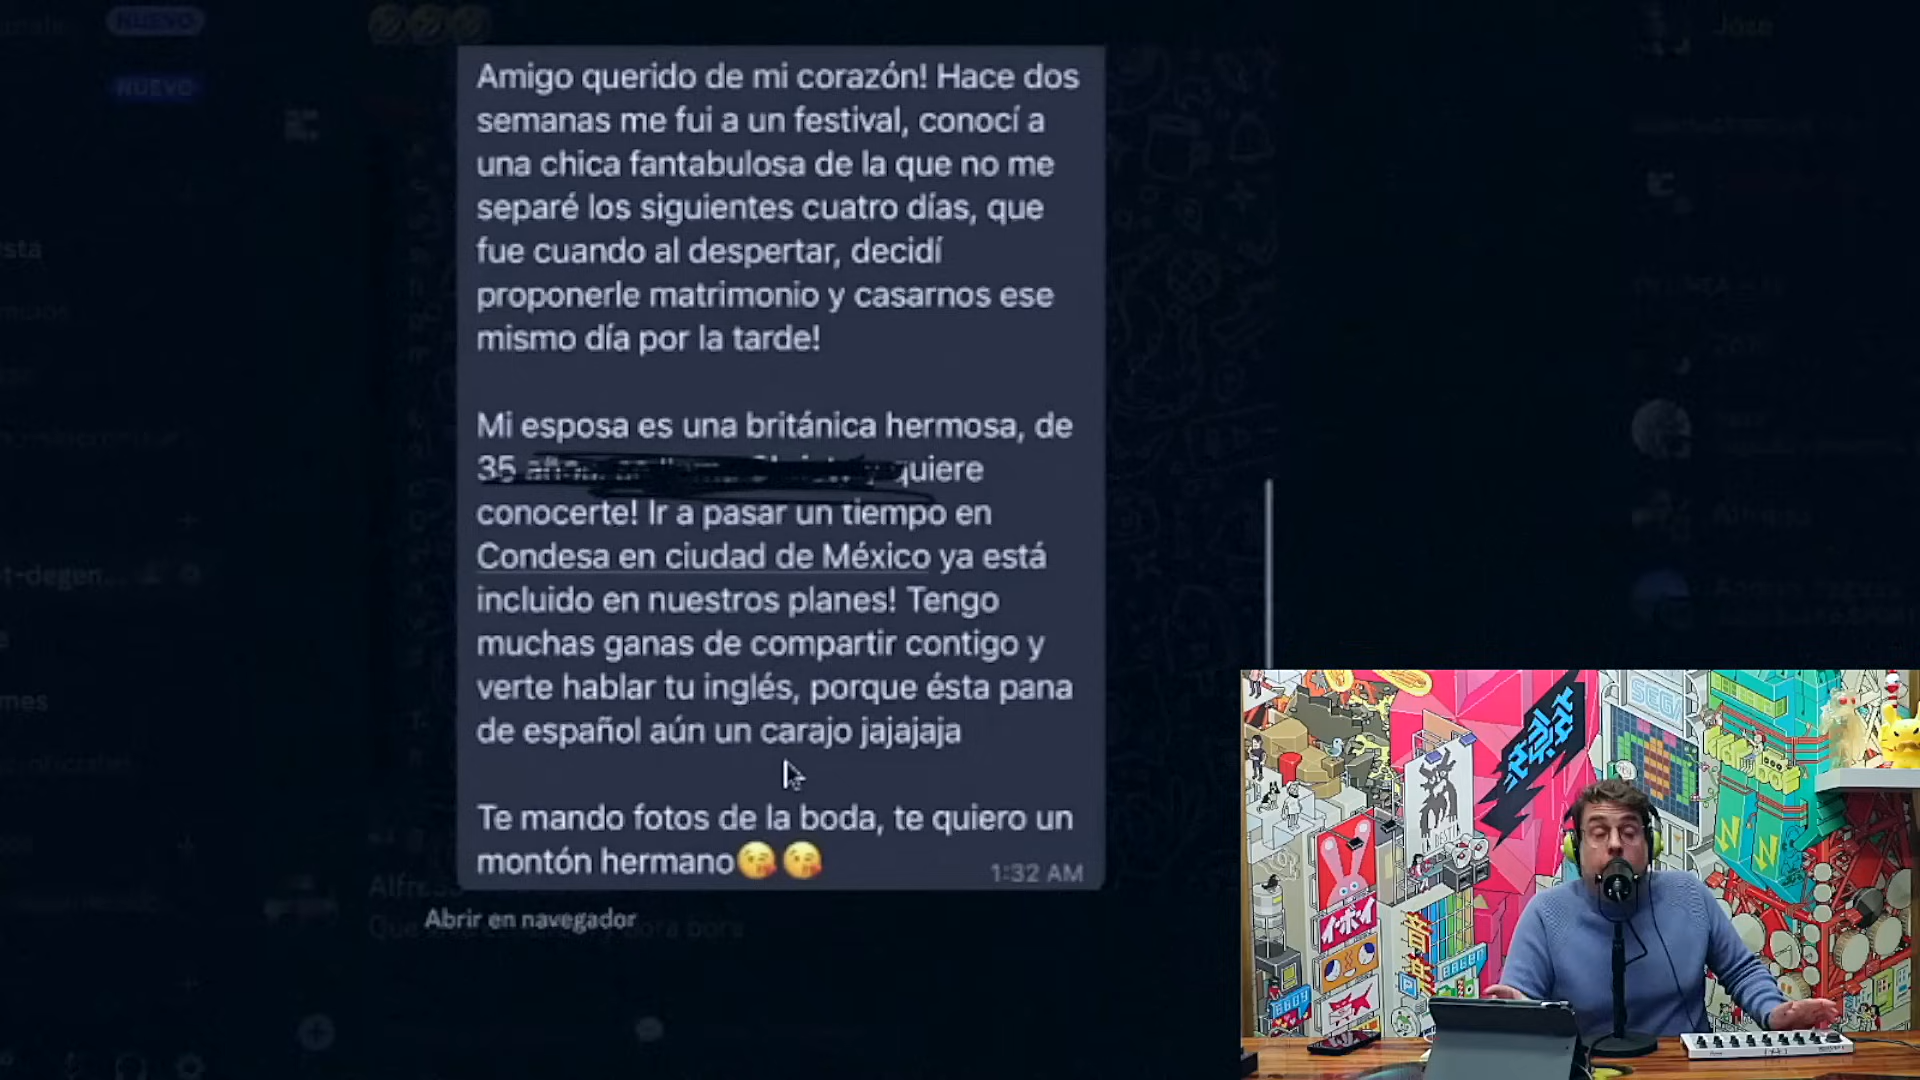 NUEVO
NUEVO
Amigo querido de mi corazón! Hace dos
semanas me fui a un festival, conocí a
una chica fantabulosa de la que no me
separé los siguientes cuatro días, que
fue cuando al despertar, decidí
proponerle matrimonio y casarnos ese
mismo día por la tarde!
Mi esposa es una británica hermosa, de
35 quiere
conocerte! Ir a pasar un tiempo en
Condesa en ciudad de México ya está
incluido en nuestros planes! Tengo
muchas ganas de compartir contigo y
verte hablar tu inglés, porque ésta pana
de español aún un carajo jajajaja
Te mando fotos de la boda, te quiero un
montón hermano😘😘
1:32 AM
Abrir en navegador
SEGA